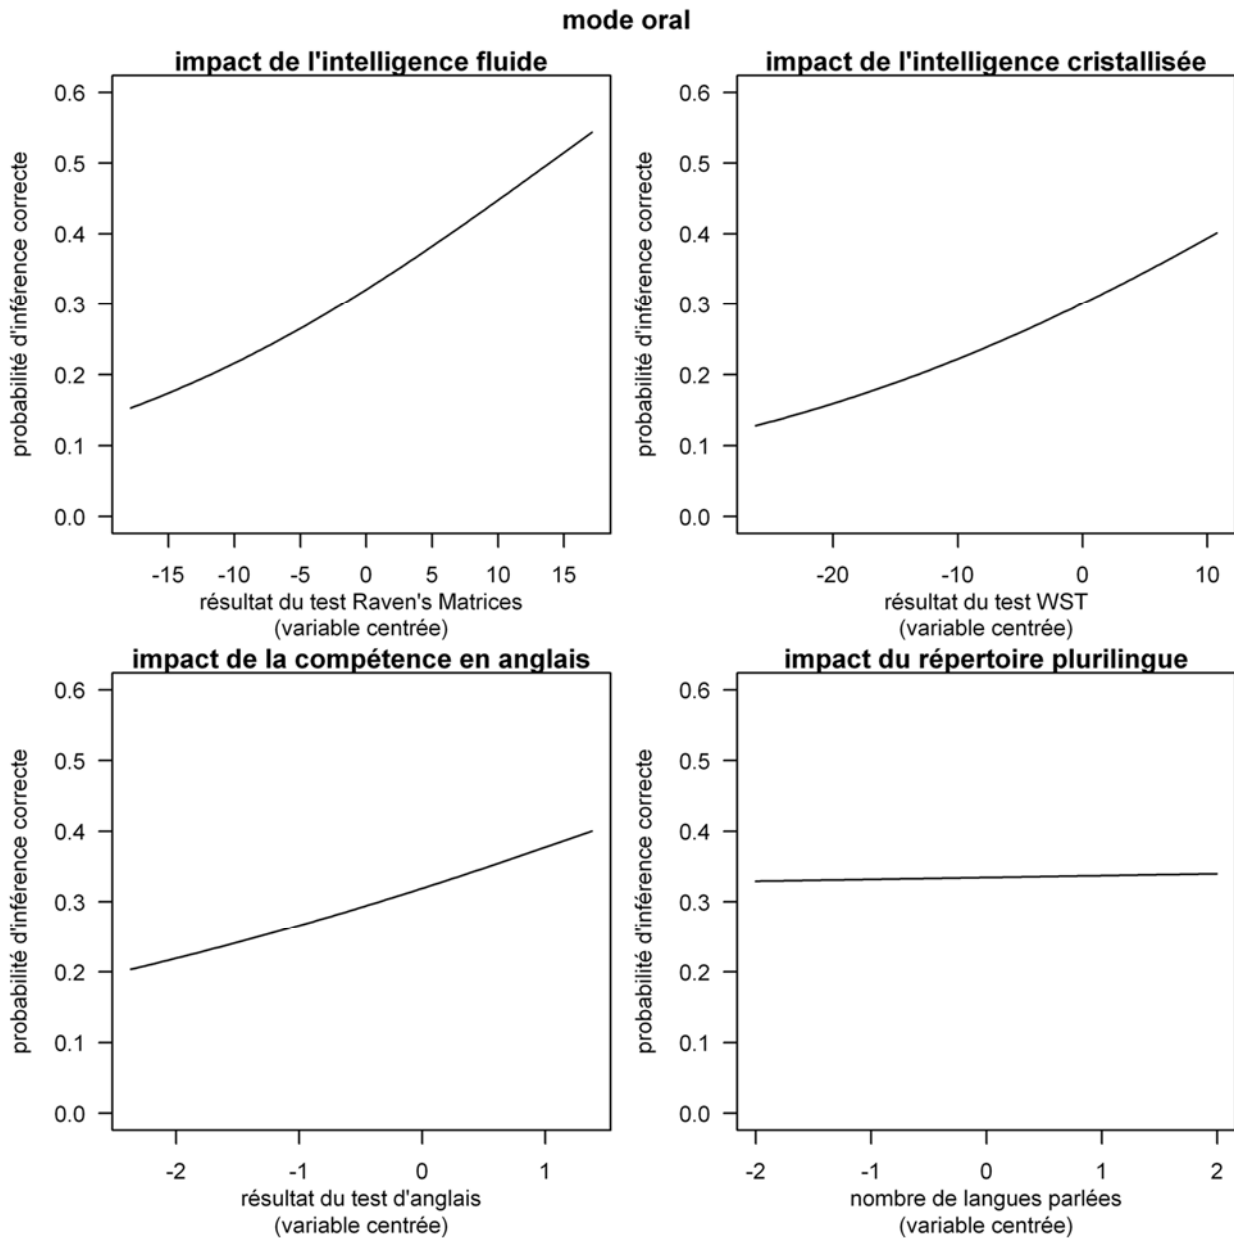 mode oral
impact de l'intelligence fluide
probabilité d'inférence correcte
0.6
0.5
0.4
0.3
0.2
0.1
0.0
-15 -10 -5 0 5 10 15
résultat du test Raven's Matrices
(variable centrée)
impact de l'intelligence cristallisée
probabilité d'inférence correcte
0.6
0.5
0.4
0.3
0.2
0.1
0.0
-20 -10 0 10
résultat du test WST
(variable centrée)
impact de la compétence en anglais
probabilité d'inférence correcte
0.6
0.5
0.4
0.3
0.2
0.1
0.0
-2 -1 0 1
résultat du test d'anglais
(variable centrée)
impact du répertoire plurilingue
probabilité d'inférence correcte
0.6
0.5
0.4
0.3
0.2
0.1
0.0
-2 -1 0 1 2
nombre de langues parlées
(variable centrée)